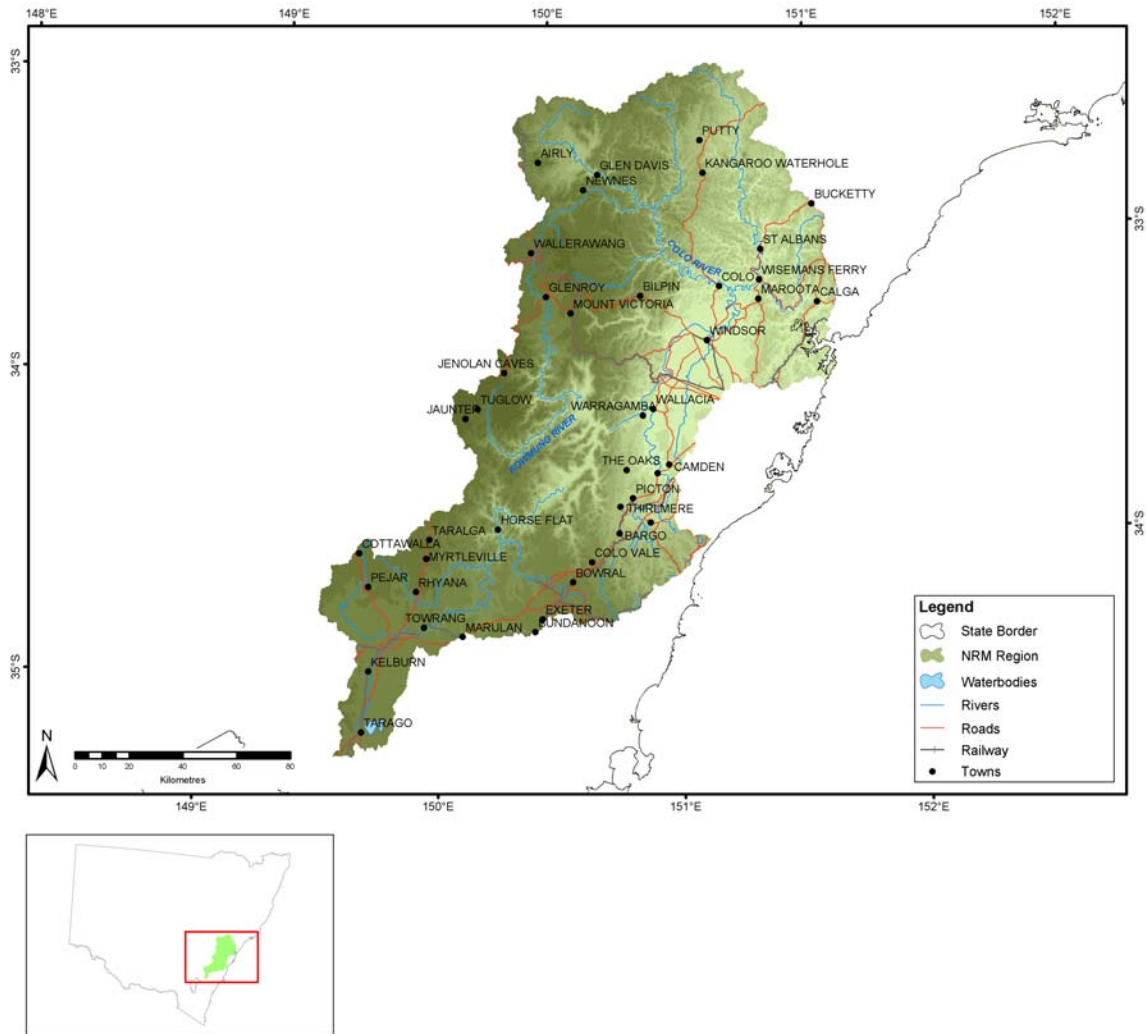 148°E 149°E 150°E 151°E 152°E
33°S 33°S
PUTTY
AIRLY
GLEN DAVIS
KANGAROO WATERHOLE
NEWNES
BUCKETTY
WALLERAWANG
ST ALBANS
COLO RIVER
COLO
WISEMANS FERRY
GLENROY
BILPIN
MAROOTA
CALGA
MOUNT VICTORIA
WINDSOR
34°S
JENOLAN CAVES
TUGLOW
JAUNTER
WARRAGAMBA
WALLACIA
KOWMUNG RIVER
THE OAKS
CAMDEN
PICTON
THIRLMERE
34°S
HORSE FLAT
TARALGA
BARGO
COTTAWALLA
MYRTLEVILLE
COLO VALE
PEJAR
RHYANA
BOWRAL
EXETER
TOWRANG
MARULAN
BUNDANOON
35°S
KELBURN
TARAGO
Legend
State Border
NRM Region
Waterbodies
Rivers
Roads
Railway
Towns
N
0 10 20 40 60 80
Kilometres
149°E 150°E 151°E 152°E